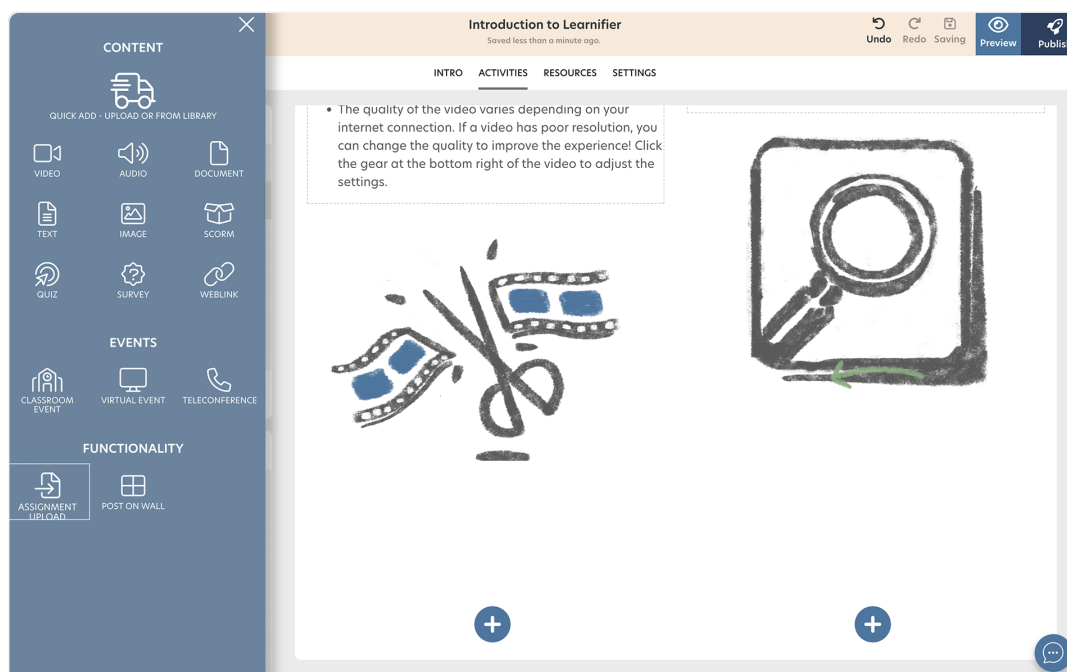 CONTENT
QUICK ADD - UPLOAD OR FROM LIBRARY
VIDEO
AUDIO
DOCUMENT
TEXT
IMAGE
SCORM
QUIZ
SURVEY
WEBLINK
EVENTS
CLASSROOM
EVENT
VIRTUAL EVENT
TELECONFERENCE
FUNCTIONALITY
ASSIGNMENT
UPLOAD
POST ON WALL
Introduction to Learnifier
Saved less than a minute ago.
Undo
Redo
Saving
Preview
Publis
INTRO
ACTIVITIES
RESOURCES
SETTINGS
• The quality of the video varies depending on your
internet connection. If a video has poor resolution, you
can change the quality to improve the experience! Click
the gear at the bottom right of the video to adjust the
settings.